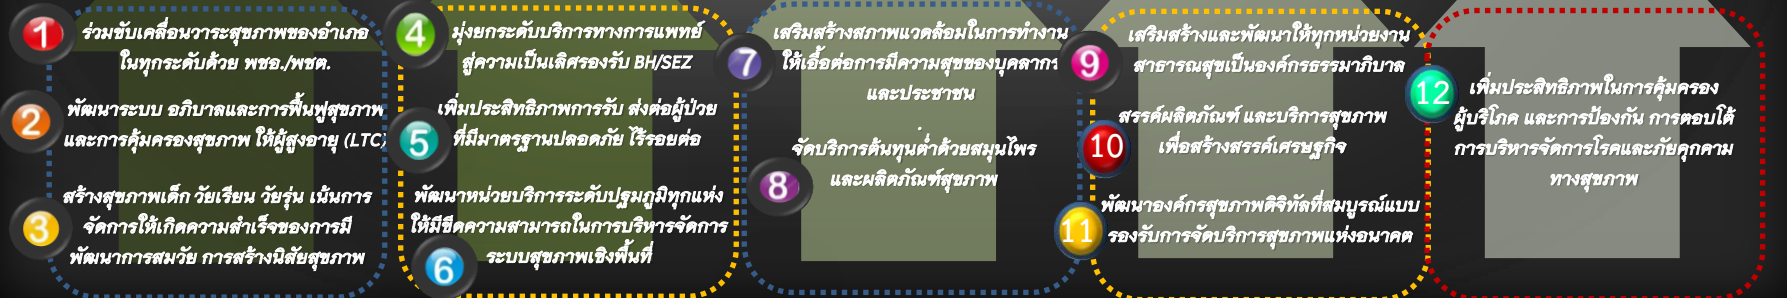 1
ร่วมขับเคลื่อนวาระสุขภาพของอำเภอ
ในทุกระดับด้วย พชอ./พชต.
2
พัฒนาระบบ อภิบาลและการฟื้นฟูสุขภาพ
และการคุ้มครองสุขภาพ ให้ผู้สูงอายุ (LTC)
3
สร้างสุขภาพเด็ก วัยเรียน วัยรุ่น เน้นการ
จัดการให้เกิดความสำเร็จของการมี
พัฒนาการสมวัย การสร้างนิสัยสุขภาพ
4
มุ่งยกระดับบริการทางการแพทย์
สู่ความเป็นเลิศรองรับ BH/SEZ
5
เพิ่มประสิทธิภาพการรับ ส่งต่อผู้ป่วย
ที่มีมาตรฐานปลอดภัย ไร้รอยต่อ
6
พัฒนาหน่วยบริการระดับปฐมภูมิทุกแห่ง
ให้มีขีดความสามารถในการบริหารจัดการ
ระบบสุขภาพเชิงพื้นที่
7
เสริมสร้างสภาพแวดล้อมในการทำงาน
ให้เอื้อต่อการมีความสุขของบุคลากร
และประชาชน
8
จัดบริการต้นทุนต่ำด้วยสมุนไพร
และผลิตภัณฑ์สุขภาพ
9
เสริมสร้างและพัฒนาให้ทุกหน่วยงาน
สาธารณสุขเป็นองค์กรธรรมาภิบาล
10
สรรค์ผลิตภัณฑ์ และบริการสุขภาพ
เพื่อสร้างสรรค์เศรษฐกิจ
11
พัฒนาองค์กรสุขภาพดิจิทัลที่สมบูรณ์แบบ
รองรับการจัดบริการสุขภาพแห่งอนาคต
12
เพิ่มประสิทธิภาพในการคุ้มครอง
ผู้บริโภค และการป้องกัน การตอบโต้
การบริหารจัดการโรคและภัยคุกคาม
ทางสุขภาพ